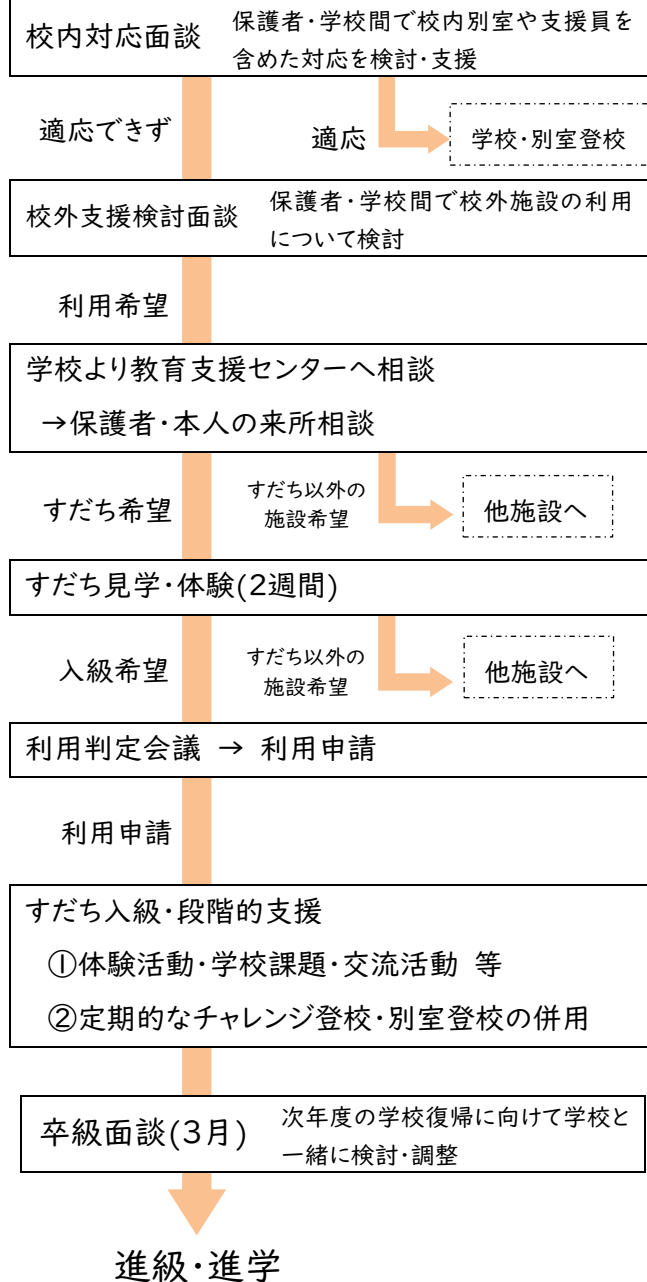 校内対応面談
保護者・学校間で校内別室や支援員を
含めた対応を検討・支援
適応できず
適応
学校・別室登校
校外支援検討面談
保護者・学校間で校外施設の利用
について検討
利用希望
学校より教育支援センターへ相談
→保護者・本人の来所相談
すだち希望
すだち以外の
施設希望
他施設へ
すだち見学・体験(2週間)
入級希望
すだち以外の
施設希望
他施設へ
利用判定会議 → 利用申請
利用申請
すだち入級・段階的支援
①体験活動・学校課題・交流活動 等
②定期的なチャレンジ登校・別室登校の併用
卒級面談(3月)
次年度の学校復帰に向けて学校と
一緒に検討・調整
進級・進学